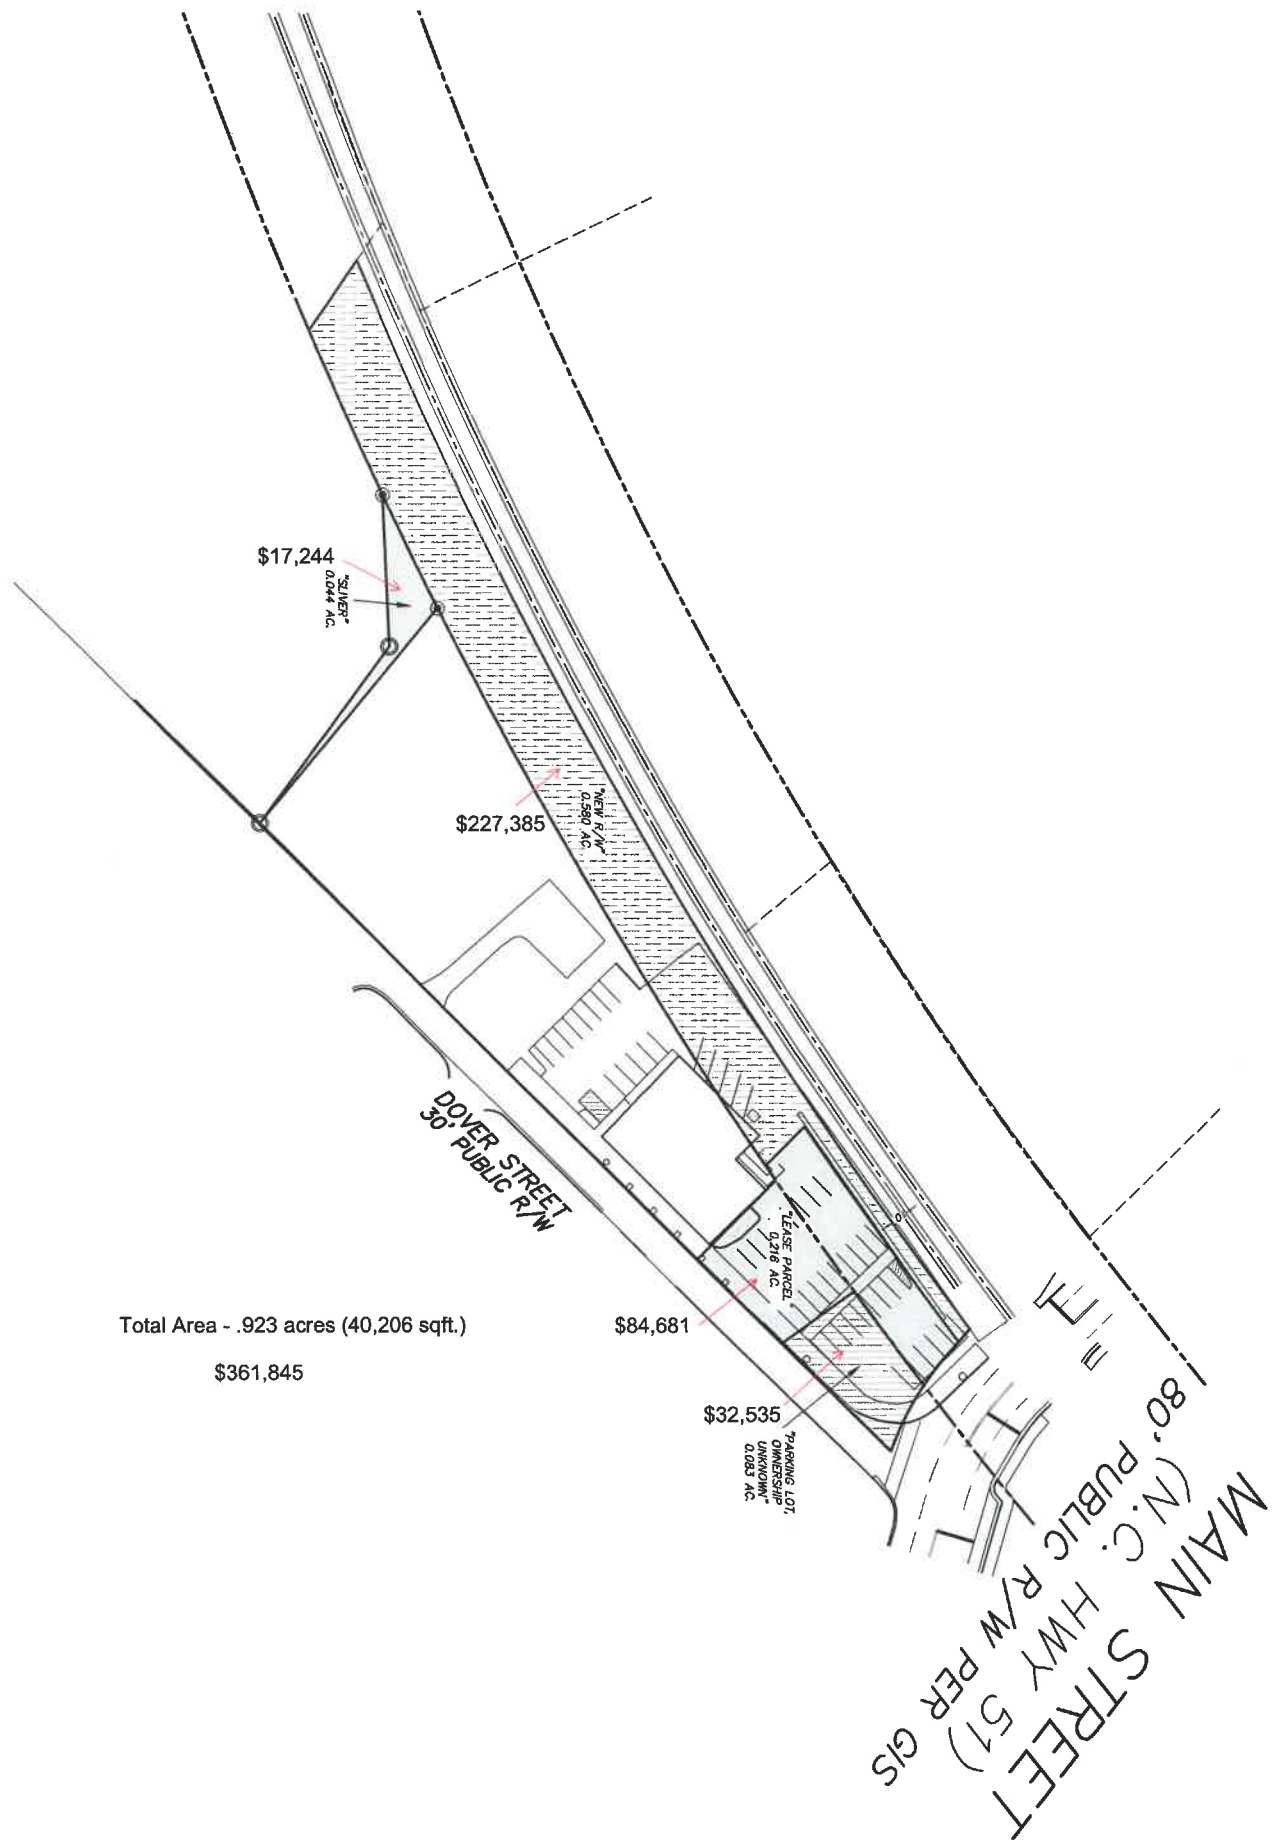 $17,244
"SLIVER"
0.044 AC.
$227,385
"NEW R/W"
0.580 AC.
DOVER STREET
30' PUBLIC R/W
"LEASE PARCEL
0.216 AC.
$84,681
$32,535
"PARKING LOT,
OWNERSHIP
UNKNOWN"
0.083 AC.
Total Area - .923 acres (40,206 sqft.)
$361,845
MAIN STREET
(N.C. HWY 51)
80' PUBLIC R/W PER GIS